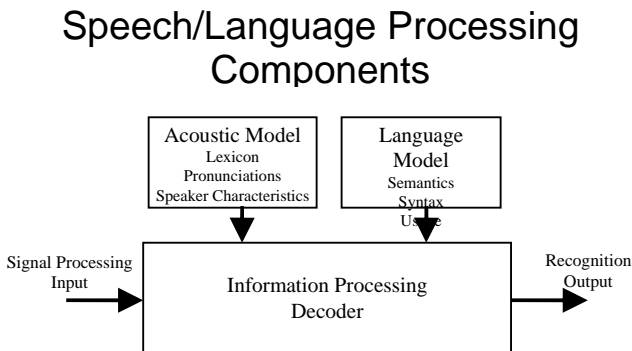 Speech/Language Processing
Components
Acoustic Model
Lexicon
Pronunciations
Speaker Characteristics
Language
Model
Semantics
Syntax
Signal Processing
Input
Information Processing
Decoder
Recognition
Output